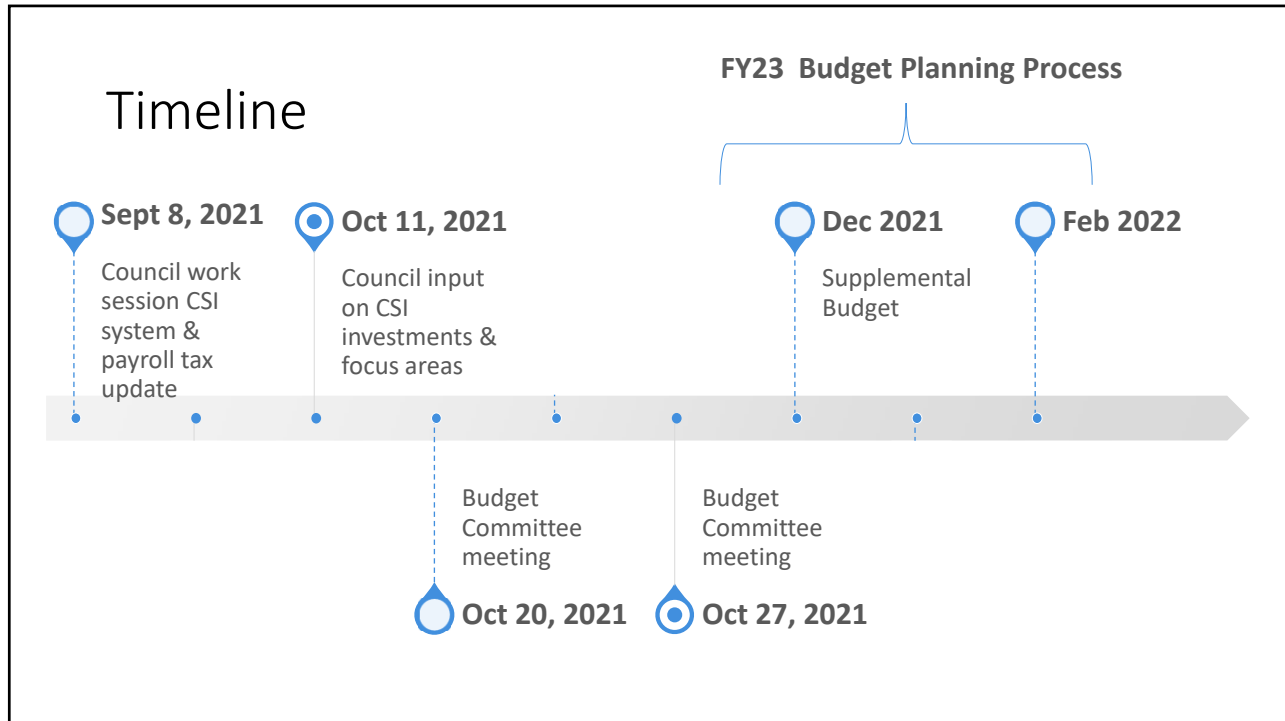 Timeline
FY23 Budget Planning Process
Sept 8, 2021
Council work
session CSI
system &
payroll tax
update
Oct 11, 2021
Council input
on CSI
investments &
focus areas
Dec 2021
Supplemental
Budget
Feb 2022
Budget
Committee
meeting
Oct 20, 2021
Budget
Committee
meeting
Oct 27, 2021